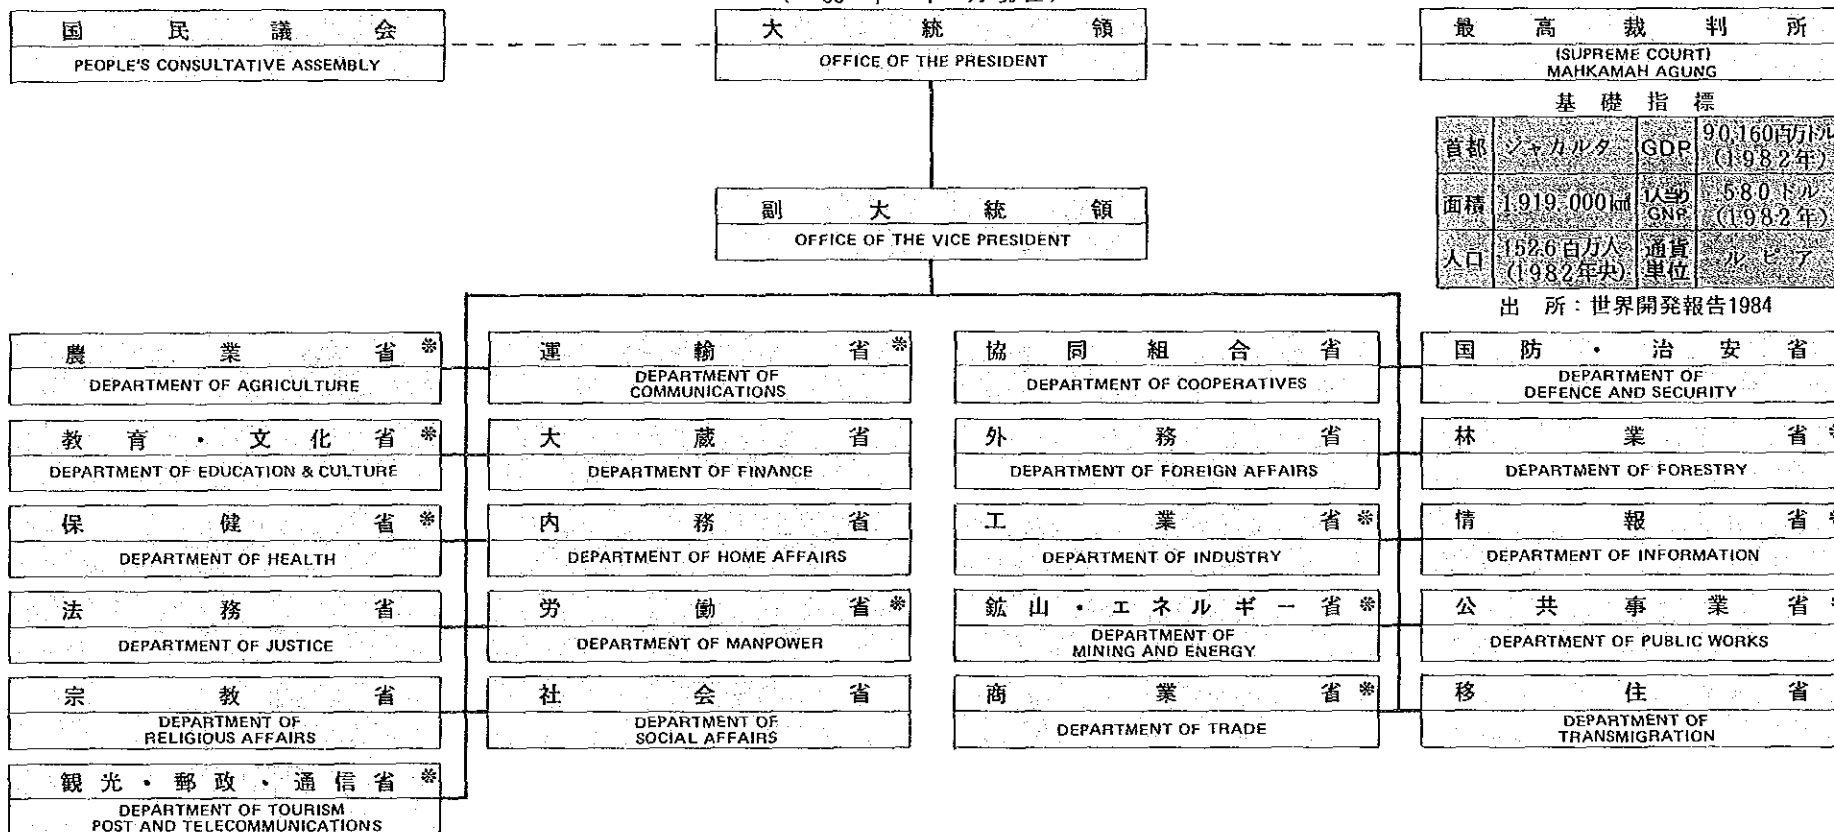 国民議会
PEOPLE'S CONSULTATIVE ASSEMBLY
大統領
OFFICE OF THE PRESIDENT
最高裁判所
(SUPREME COURT)
MAHKAMAH AGUNG
基礎指標
首都 ジャカルタ GDP 90,160百万ドル (1982年)
面積 1,919,000㎢ 1人当り GNP 580ドル (1982年)
人口 152.6百万人 (1982年央) 通貨単位 ルピア
出所:世界開発報告1984
副大統領
OFFICE OF THE VICE PRESIDENT
農業省※
DEPARTMENT OF AGRICULTURE
運輸省※
DEPARTMENT OF
COMMUNICATIONS
協同組合省
DEPARTMENT OF COOPERATIVES
国防・治安省
DEPARTMENT OF
DEFENCE AND SECURITY
教育・文化省※
DEPARTMENT OF EDUCATION & CULTURE
大蔵省
DEPARTMENT OF FINANCE
外務省
DEPARTMENT OF FOREIGN AFFAIRS
林業省※
DEPARTMENT OF FORESTRY
保健省※
DEPARTMENT OF HEALTH
内務省
DEPARTMENT OF HOME AFFAIRS
工業省※
DEPARTMENT OF INDUSTRY
情報省※
DEPARTMENT OF INFORMATION
法務省
DEPARTMENT OF JUSTICE
労働省※
DEPARTMENT OF MANPOWER
鉱山・エネルギー省※
DEPARTMENT OF
MINING AND ENERGY
公共事業省※
DEPARTMENT OF PUBLIC WORKS
宗教省
DEPARTMENT OF
RELIGIOUS AFFAIRS
社会省
DEPARTMENT OF
SOCIAL AFFAIRS
商業省※
DEPARTMENT OF TRADE
移住省
DEPARTMENT OF
TRANSMIGRATION
観光・郵政・通信省※
DEPARTMENT OF TOURISM
POST AND TELECOMMUNICATIONS